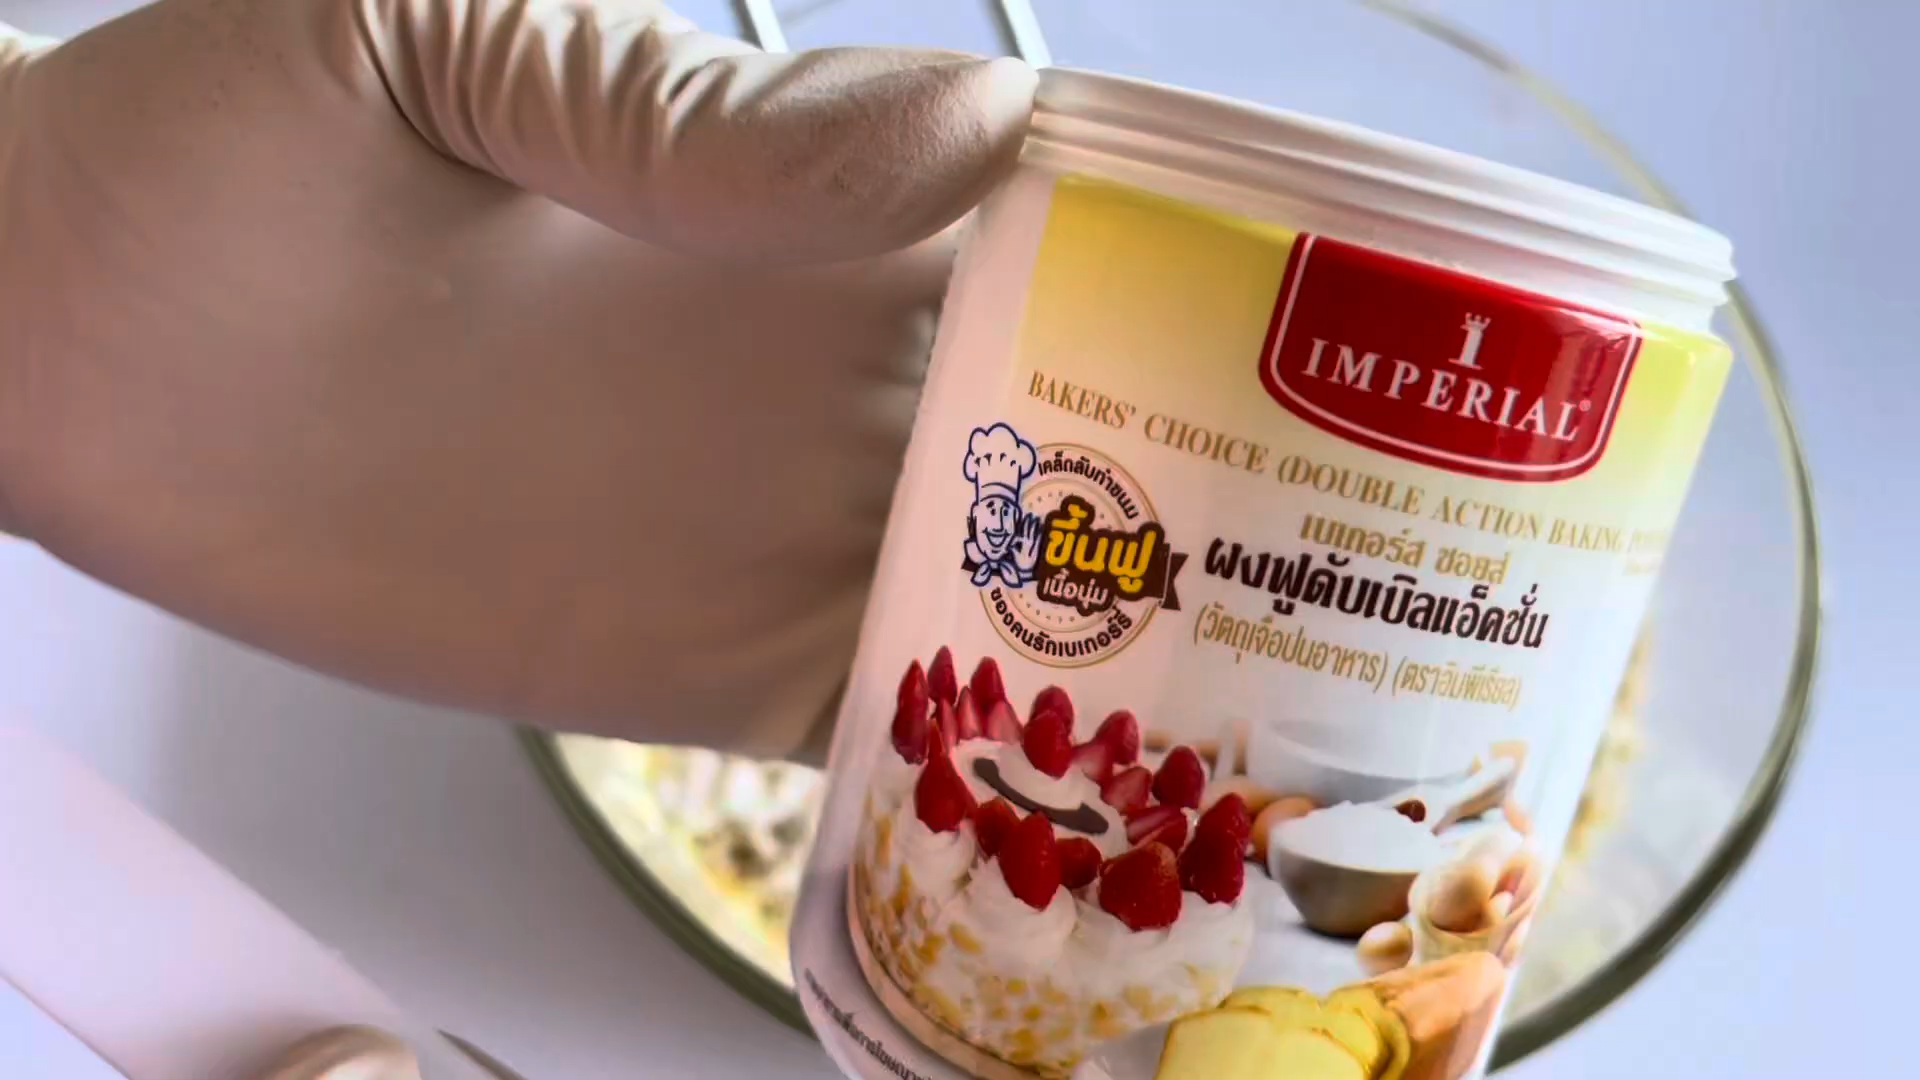 IMPERIAL®
BAKERS' CHOICE (DOUBLE ACTION BAKING
เบเกอร์ส ชอยส์
ผงฟูดับเบิลแอ็คชั่น
(วัตถุเจือปนอาหาร) (ตราอิมพีเรียล)
เคล็ดลับทำขนม
ขึ้นฟู
เนื้อนุ่ม
ของคนรักเบเกอรี่